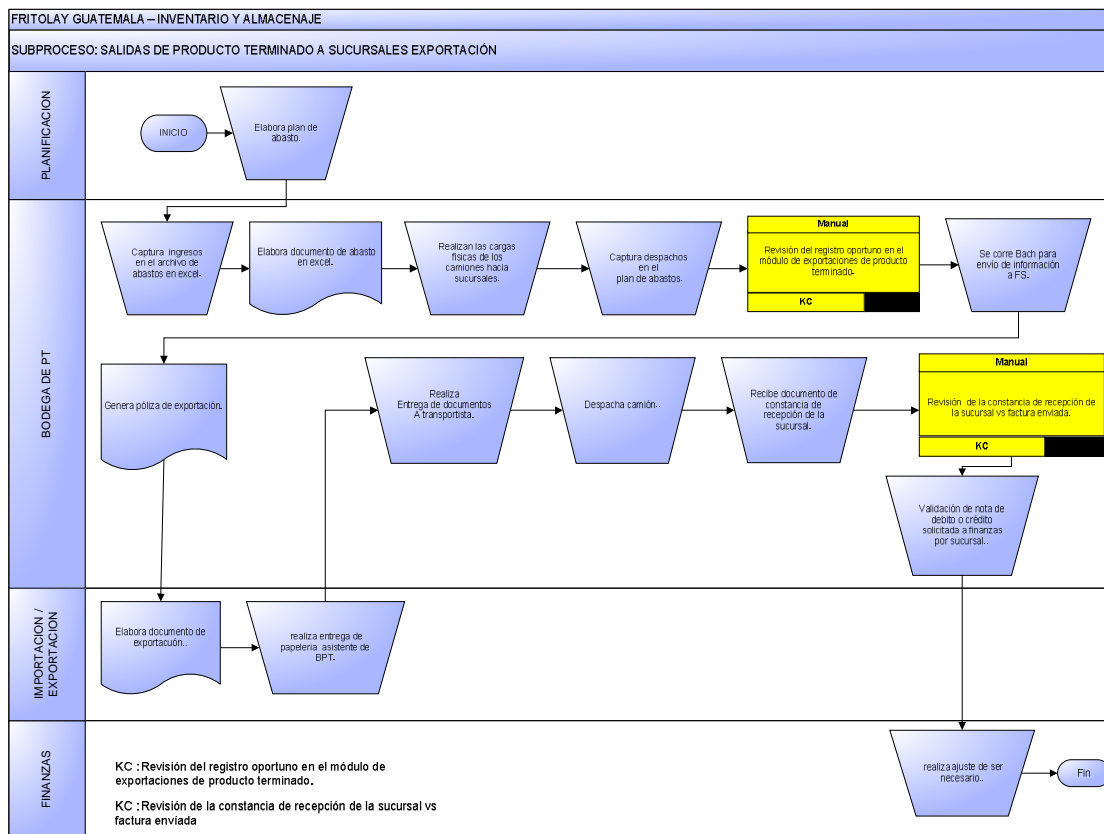 FRITOLAY GUATEMALA – INVENTARIO Y ALMACENAJE
SUBPROCESO: SALIDAS DE PRODUCTO TERMINADO A SUCURSALES EXPORTACIÓN
PLANIFICACION
INICIO
Elabora plan de
abasto.
BODEGA DE PT
Captura ingresos
en el archivo de
abastos en excel.
Elabora documento de abasto
en excel.
Realizan las cargas
físicas de los
camiones hacia
sucursales.
Captura despachos
en el
plan de abastos.
Manual
Revisión del registro oportuno en el
módulo de exportaciones de producto
terminado.
KC
Se corre Bach para
envío de información
a FS.
Genera póliza de exportación.
Realiza
Entrega de documentos
A transportista.
Despacha camión..
Recibe documento de
constancia de
recepción de la
sucursal.
Manual
Revisión de la constancia de recepción de
la sucursal vs factura enviada.
KC
Validación de nota de
debito o crédito
solicitada a finanzas
por sucursal..
IMPORTACION /
EXPORTACION
Elabora documento de
exportacuón..
realiza entrega de
papeleria asistente de
BPT.
FINANZAS
KC : Revisión del registro oportuno en el módulo de
exportaciones de producto terminado.
KC : Revisión de la constancia de recepción de la sucursal vs
factura envíada
realiza ajuste de ser
necesario..
Fin